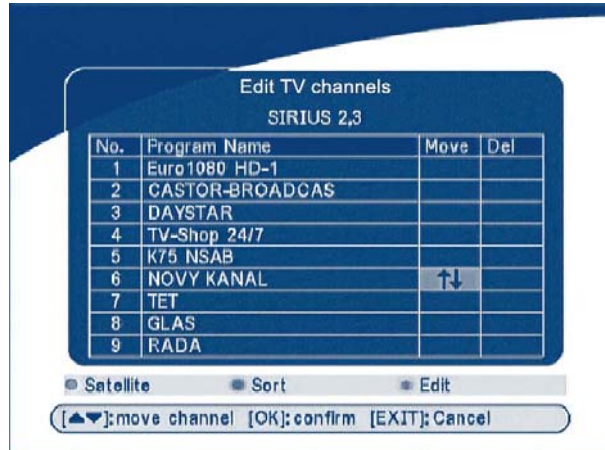 Edit TV channels
SIRIUS 2,3
No. Program Name Move Del
1 Euro1080 HD-1
2 CASTOR-BROADCAS
3 DAYSTAR
4 TV-Shop 24/7
5 K75 NSAB
6 NOVY KANAL ↑↓
7 TET
8 GLAS
9 RADA
Satellite Sort Edit
[▲▼]:move channel [OK]:confirm [EXIT]:Cancel